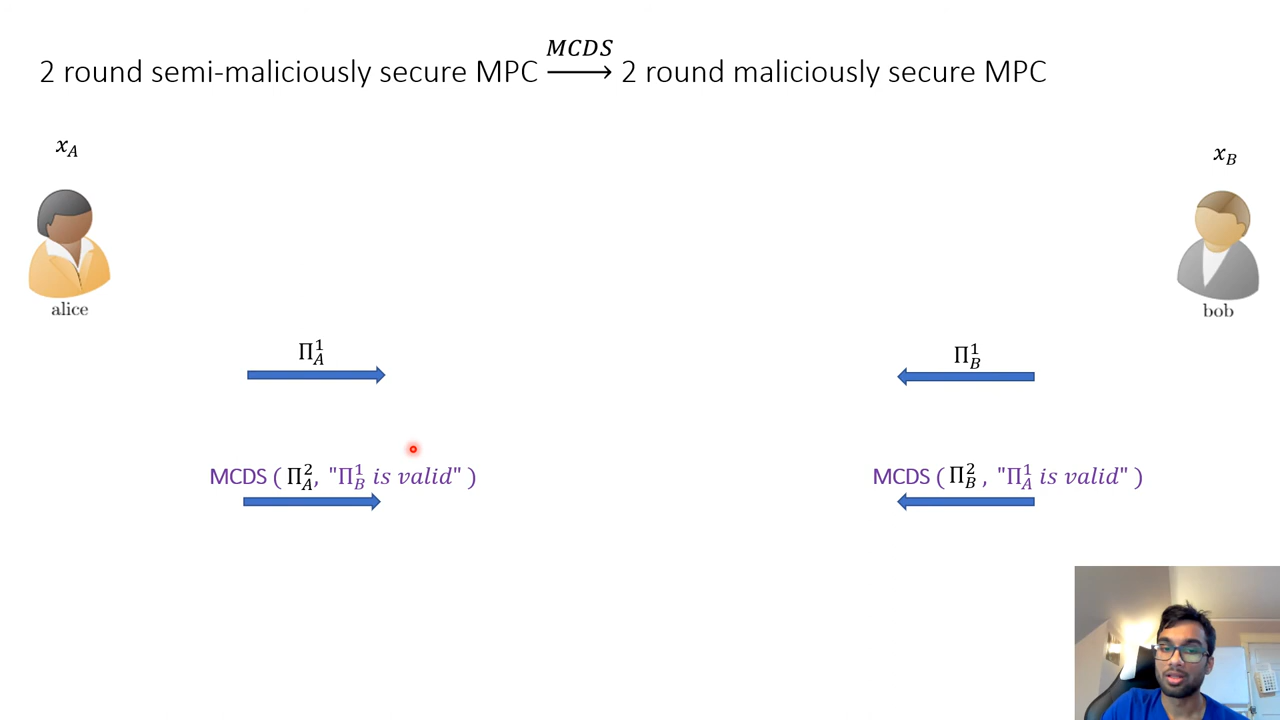 2 round semi-maliciously secure MPC $\xrightarrow{MCDS}$ 2 round maliciously secure MPC
$x_A$
$x_B$
alice
bob
$\Pi_A^1$
$\Pi_B^1$
MCDS ( $\Pi_A^2$, "$\Pi_B^1$ is valid" )
MCDS ( $\Pi_B^2$ , "$\Pi_A^1$ is valid" )